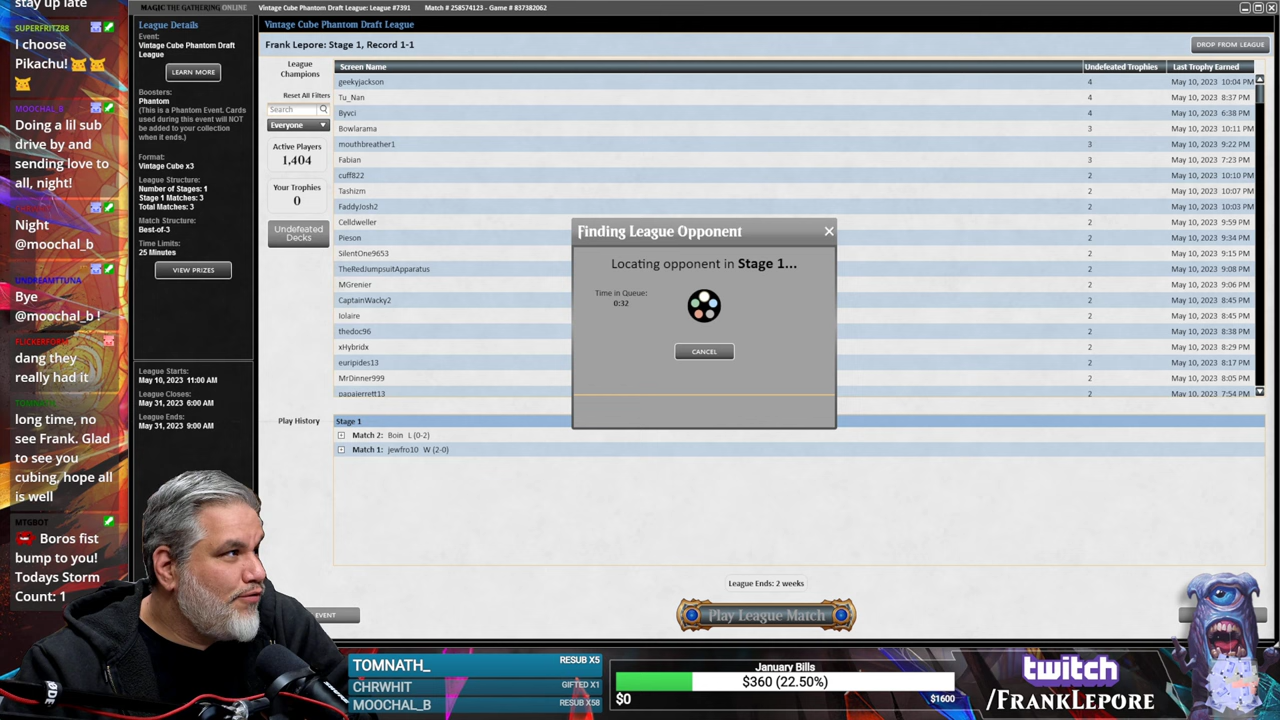 MAGIC THE GATHERING ONLINE
Vintage Cube Phantom Draft League: League #7391
Match # 258574123 - Game # 837382062
stay up late
SUPERFRITZ88
I choose
Pikachu!
MOOCHAL_B
Doing a lil sub
drive by and
sending love to
all, night!
Night
@moochal_b
UNDREAMTTUNA
Bye
@moochal_b !
FLICKERFORM
dang they
really had it
TOMNATH_
long time, no
see Frank. Glad
to see you
cubing, hope all
is well
MTGBOT
Boros fist
bump to you!
Todays Storm
Count: 1
League Details
Event:
Vintage Cube Phantom Draft
League
LEARN MORE
Boosters:
Phantom
(This is a Phantom Event. Cards
used during this event will NOT
be added to your collection
when it ends.)
Format:
Vintage Cube x3
League Structure:
Number of Stages: 1
Stage 1 Matches: 3
Total Matches: 3
Match Structure:
Best-of-3
Time Limits:
25 Minutes
VIEW PRIZES
League Starts:
May 10, 2023 11:00 AM
League Closes:
May 31, 2023 6:00 AM
League Ends:
May 31, 2023 9:00 AM
Vintage Cube Phantom Draft League
Frank Lepore: Stage 1, Record 1-1
DROP FROM LEAGUE
League
Champions
Reset All Filters
Search
Everyone
Active Players
1,404
Your Trophies
0
Undefeated
Decks
Screen Name Undefeated Trophies Last Trophy Earned
geekyjackson 4 May 10, 2023 10:04 PM
Tu_Nan 4 May 10, 2023 8:37 PM
Byvci 4 May 10, 2023 6:38 PM
Bowlarama 3 May 10, 2023 10:11 PM
mouthbreather1 3 May 10, 2023 9:22 PM
Fabian 3 May 10, 2023 7:23 PM
cuff822 2 May 10, 2023 10:10 PM
Tashizm 2 May 10, 2023 10:07 PM
FaddyJosh2 2 May 10, 2023 10:03 PM
Celldweller 2 May 10, 2023 9:59 PM
Pieson 2 May 10, 2023 9:34 PM
SilentOne9653 2 May 10, 2023 9:15 PM
TheRedJumpsuitApparatus 2 May 10, 2023 9:09 PM
MGrenier 2 May 10, 2023 9:06 PM
CaptainWacky2 2 May 10, 2023 8:45 PM
Iolaire 2 May 10, 2023 8:45 PM
thedoc96 2 May 10, 2023 8:38 PM
xHybridx 2 May 10, 2023 8:29 PM
euripides13 2 May 10, 2023 8:17 PM
MrDinner999 2 May 10, 2023 8:05 PM
papajerrett13 2 May 10, 2023 7:54 PM
Finding League Opponent
Locating opponent in Stage 1...
Time in Queue:
0:32
CANCEL
Play History
Stage 1
Match 2: Boin L (0-2)
Match 1: jewfro10 W (2-0)
League Ends: 2 weeks
EVENT
Play League Match
TOMNATH_ RESUB X5
CHRWHIT GIFTED X1
MOOCHAL_B RESUB X58
January Bills
$360 (22.50%)
$0 $1600
twitch
/FRANKLEPORE